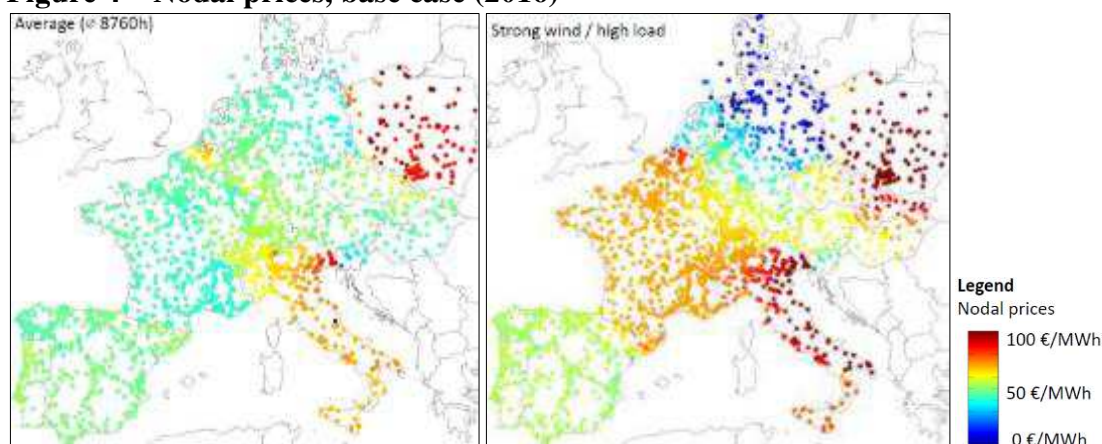 Figure 4 – Nodal prices, base case (2016)
Average (∅ 8760h)
Strong wind / high load
Legend
Nodal prices
100 €/MWh
50 €/MWh
0 €/MWh